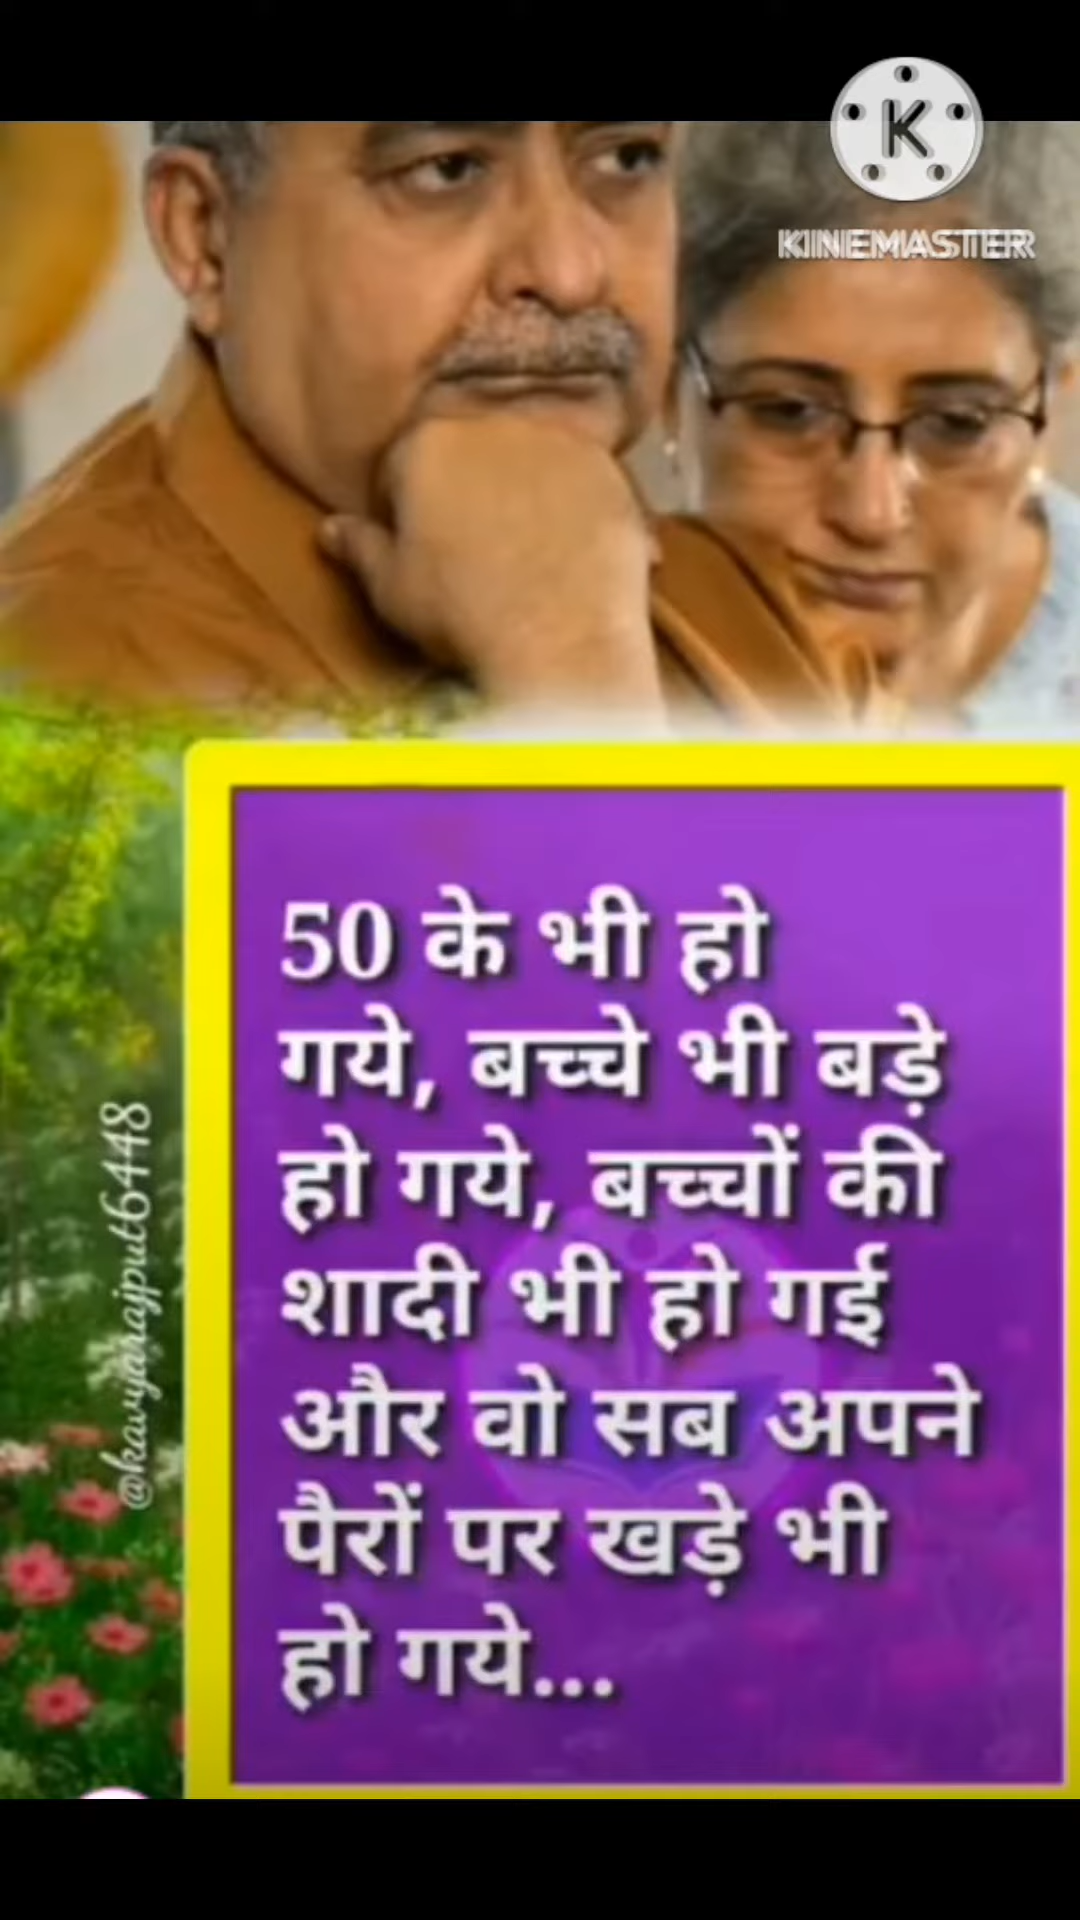 K
KINEMASTER
50 के भी हो
गये, बच्चे भी बड़े
हो गये, बच्चों की
शादी भी हो गई
और वो सब अपने
पैरों पर खड़े भी
हो गये...
@kavyarajput6448